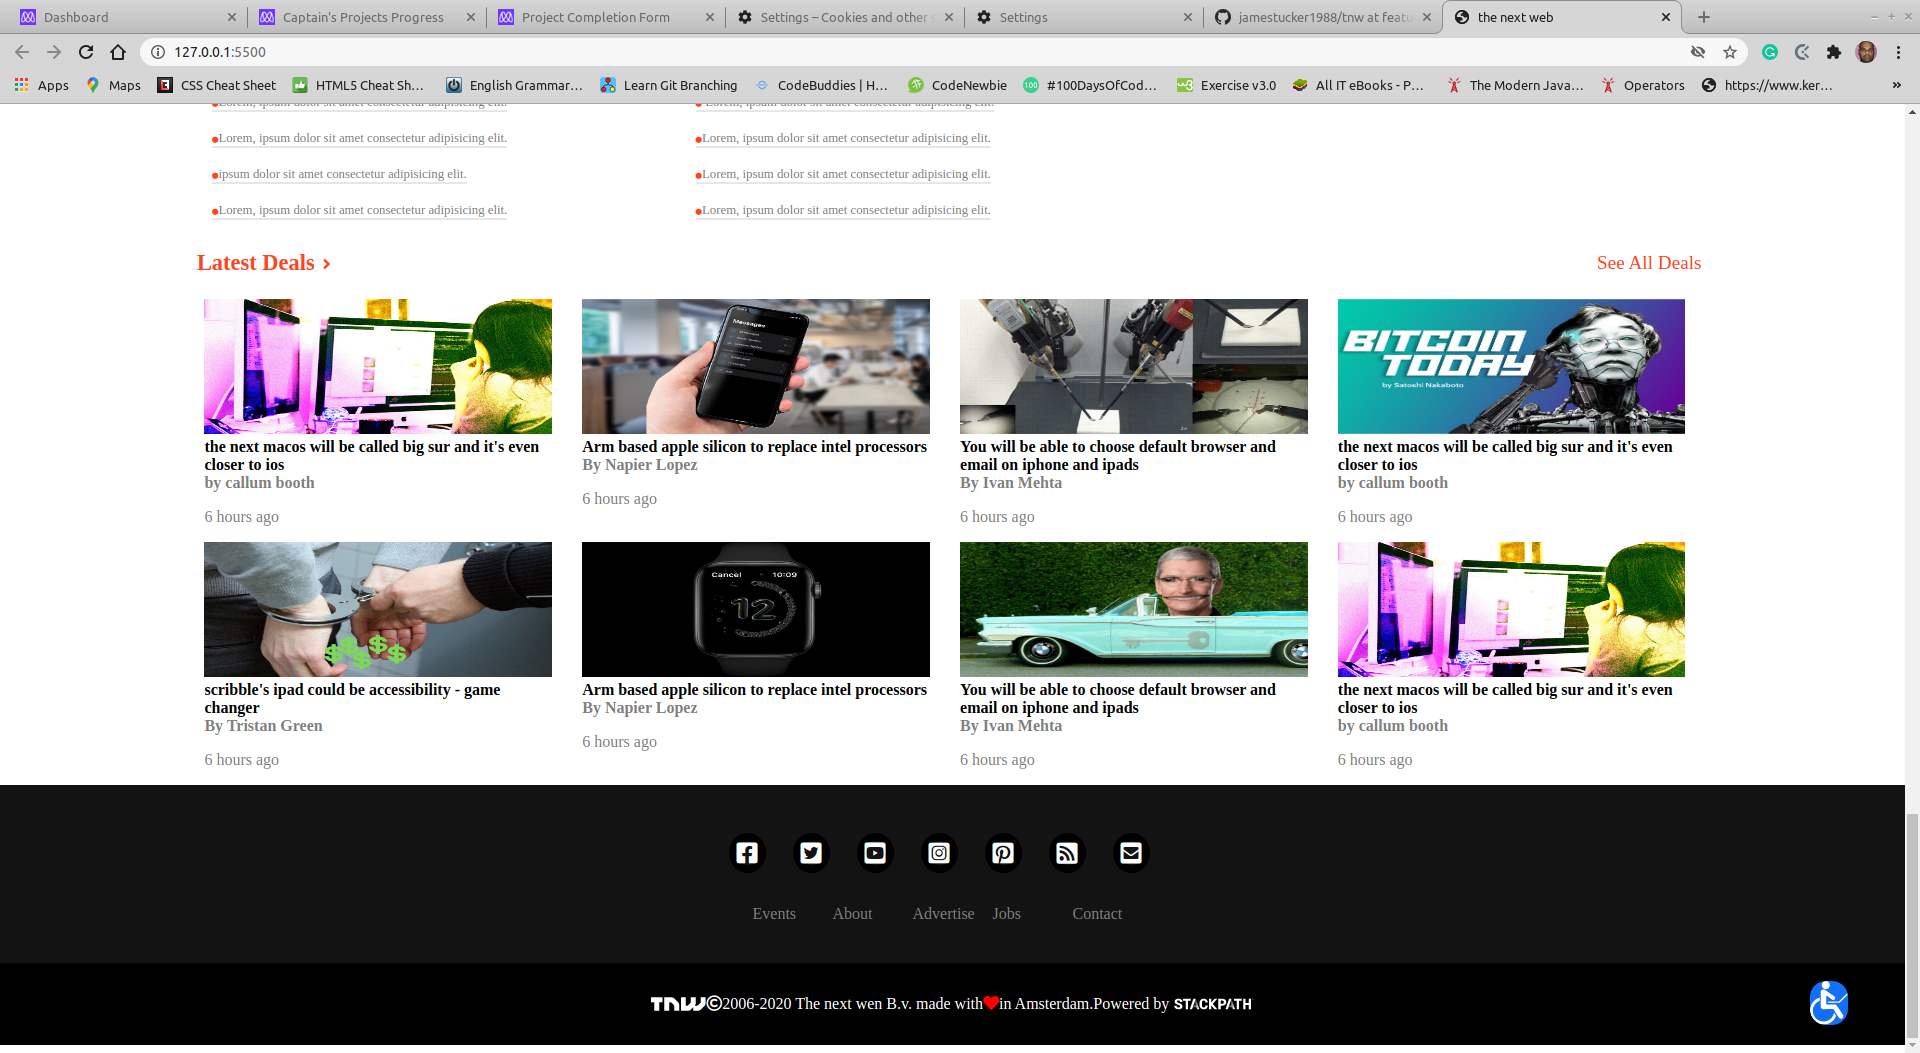 Dashboard
Captain's Projects Progress
Project Completion Form
Settings – Cookies and other s
Settings
jamestucker1988/tnw at featu
the next web
127.0.0.1:5500
Apps
Maps
CSS Cheat Sheet
HTML5 Cheat Sh...
English Grammar...
Learn Git Branching
CodeBuddies | H...
CodeNewbie
100
#100DaysOfCod...
Exercise v3.0
All IT eBooks - P...
The Modern Java...
Operators
https://www.ker...
»
Lorem, ipsum dolor sit amet consectetur adipisicing elit.
Lorem, ipsum dolor sit amet consectetur adipisicing elit.
Lorem, ipsum dolor sit amet consectetur adipisicing elit.
Lorem, ipsum dolor sit amet consectetur adipisicing elit.
ipsum dolor sit amet consectetur adipisicing elit.
Lorem, ipsum dolor sit amet consectetur adipisicing elit.
Lorem, ipsum dolor sit amet consectetur adipisicing elit.
Lorem, ipsum dolor sit amet consectetur adipisicing elit.
Latest Deals
See All Deals
Messages
BITCOIN
TODAY
by Satoshi Nakaboto
the next macos will be called big sur and it's even
closer to ios
by callum booth
6 hours ago
Arm based apple silicon to replace intel processors
By Napier Lopez
6 hours ago
You will be able to choose default browser and
email on iphone and ipads
By Ivan Mehta
6 hours ago
the next macos will be called big sur and it's even
closer to ios
by callum booth
6 hours ago
$$$$$
Cancel 10:09
12
scribble's ipad could be accessibility - game
changer
By Tristan Green
6 hours ago
Arm based apple silicon to replace intel processors
By Napier Lopez
6 hours ago
You will be able to choose default browser and
email on iphone and ipads
By Ivan Mehta
6 hours ago
the next macos will be called big sur and it's even
closer to ios
by callum booth
6 hours ago
Events
About
Advertise
Jobs
Contact
TNW©2006-2020 The next wen B.v. made with❤in Amsterdam.Powered by STACKPATH